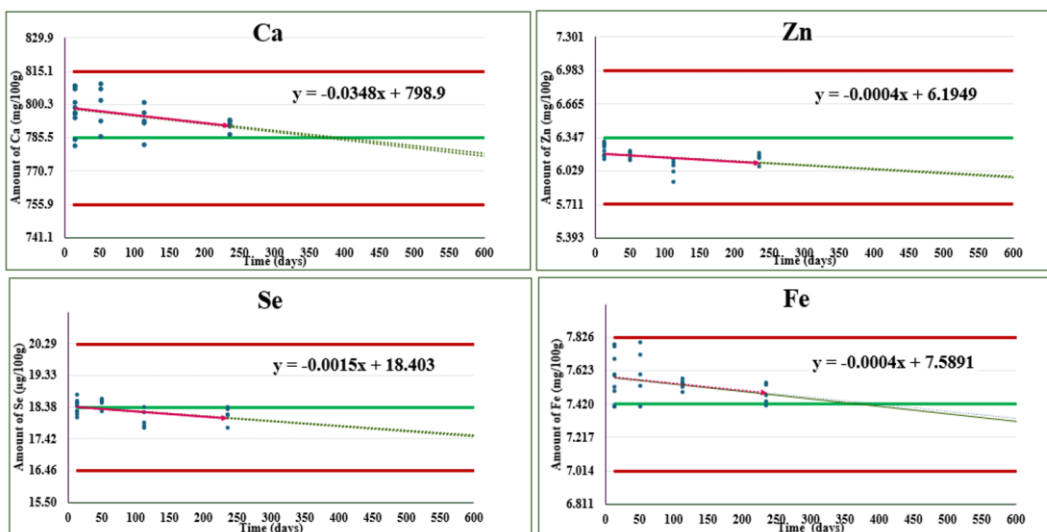 Ca
829.9
815.1
800.3
785.5
770.7
755.9
741.1
Amount of Ca (mg/100g)
y = -0.0348x + 798.9
0 50 100 150 200 250 300 350 400 450 500 550 600
Time (days)
Zn
7.301
6.983
6.665
6.347
6.029
5.711
5.393
Amount of Zn (mg/100g)
y = -0.0004x + 6.1949
0 50 100 150 200 250 300 350 400 450 500 550 600
Time (days)
Se
20.29
19.33
18.38
17.42
16.46
15.50
Amount of Se (µg/100g)
y = -0.0015x + 18.403
0 50 100 150 200 250 300 350 400 450 500 550 600
Time (days)
Fe
7.826
7.623
7.420
7.217
7.014
6.811
Amount of Fe (mg/100g)
y = -0.0004x + 7.5891
0 50 100 150 200 250 300 350 400 450 500 550 600
Time (days)